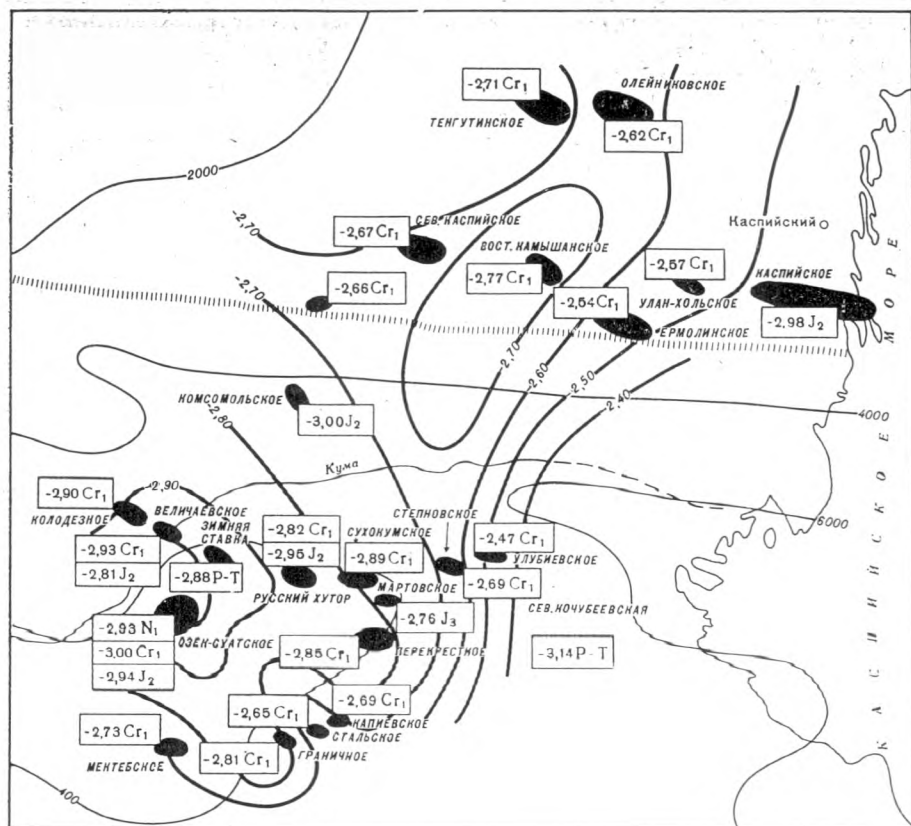 -2,71 Cr₁
ТЕНГУТИНСКОЕ
ОЛЕЙНИКОВСКОЕ
-2,62 Cr₁
2000
-2,70
СЕВ. КАСПИЙСКОЕ
-2,67 Cr₁
ВОСТ. КАМЫШАНСКОЕ
-2,77 Cr₁
Каспийский
-2,57 Cr₁
УЛАН-ХОЛЬСКОЕ
КАСПИЙСКОЕ
-2,98 J₂
-2,54 Cr₁
ЕРМОЛИНСКОЕ
-2,66 Cr₁
-2,70
-2,70
-2,60
-2,50
-2,40
4000
КОМСОМОЛЬСКОЕ
-3,00 J₂
-2,80
Кума
6000
-2,90
-2,90 Cr₁
КОЛОДЕЗНОЕ
ВЕЛИЧАЕВСКОЕ
-2,93 Cr₁
-2,81 J₂
ЗИМНЯЯ
СТАВКА
-2,88 P-T
-2,82 Cr₁
-2,95 J₂
РУССКИЙ ХУТОР
СУХОКУМСКОЕ
-2,89 Cr₁
СТЕПНОВСКОЕ
-2,69 Cr₁
-2,47 Cr₁
УЛУБИЕВСКОЕ
МАРТОВСКОЕ
-2,76 J₃
СЕВ. КОЧУБЕЕВСКАЯ
-3,14 P-T
-2,93 N₁
-3,00 Cr₁
-2,94 J₂
ОЗЕК-СУАТСКОЕ
-2,85 Cr₁
ПЕРЕКРЕСТНОЕ
-2,69 Cr₁
КАПИЕВСКОЕ
-2,65 Cr₁
СТАЛЬСКОЕ
-2,81 Cr₁
ГРАНИЧНОЕ
-2,73 Cr₁
МЕНТЕБСКОЕ
400
КАСПИЙСКОЕ МОРЕ